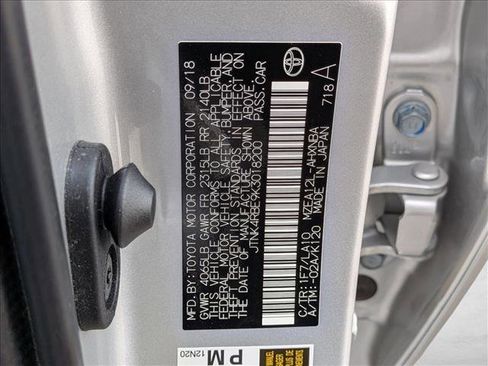 MFD. BY: TOYOTA MOTOR CORPORATION 09/18
GVWR 4065LB GAWR FR 2315LB RR 2140LB
THIS VEHICLE CONFORMS TO ALL APPLICABLE
FEDERAL MOTOR VEHICLE SAFETY, BUMPER, AND
THEFT PREVENTION STANDARDS IN EFFECT ON
THE DATE OF MANUFACTURE SHOWN ABOVE.
JTNK4RBE9K3018200 PASS. CAR
C/TR: 1F7/LA10 MZEA12L-AHXNBA
A/TM: -02A/K120 MADE IN JAPAN 718 A
PM
12N20